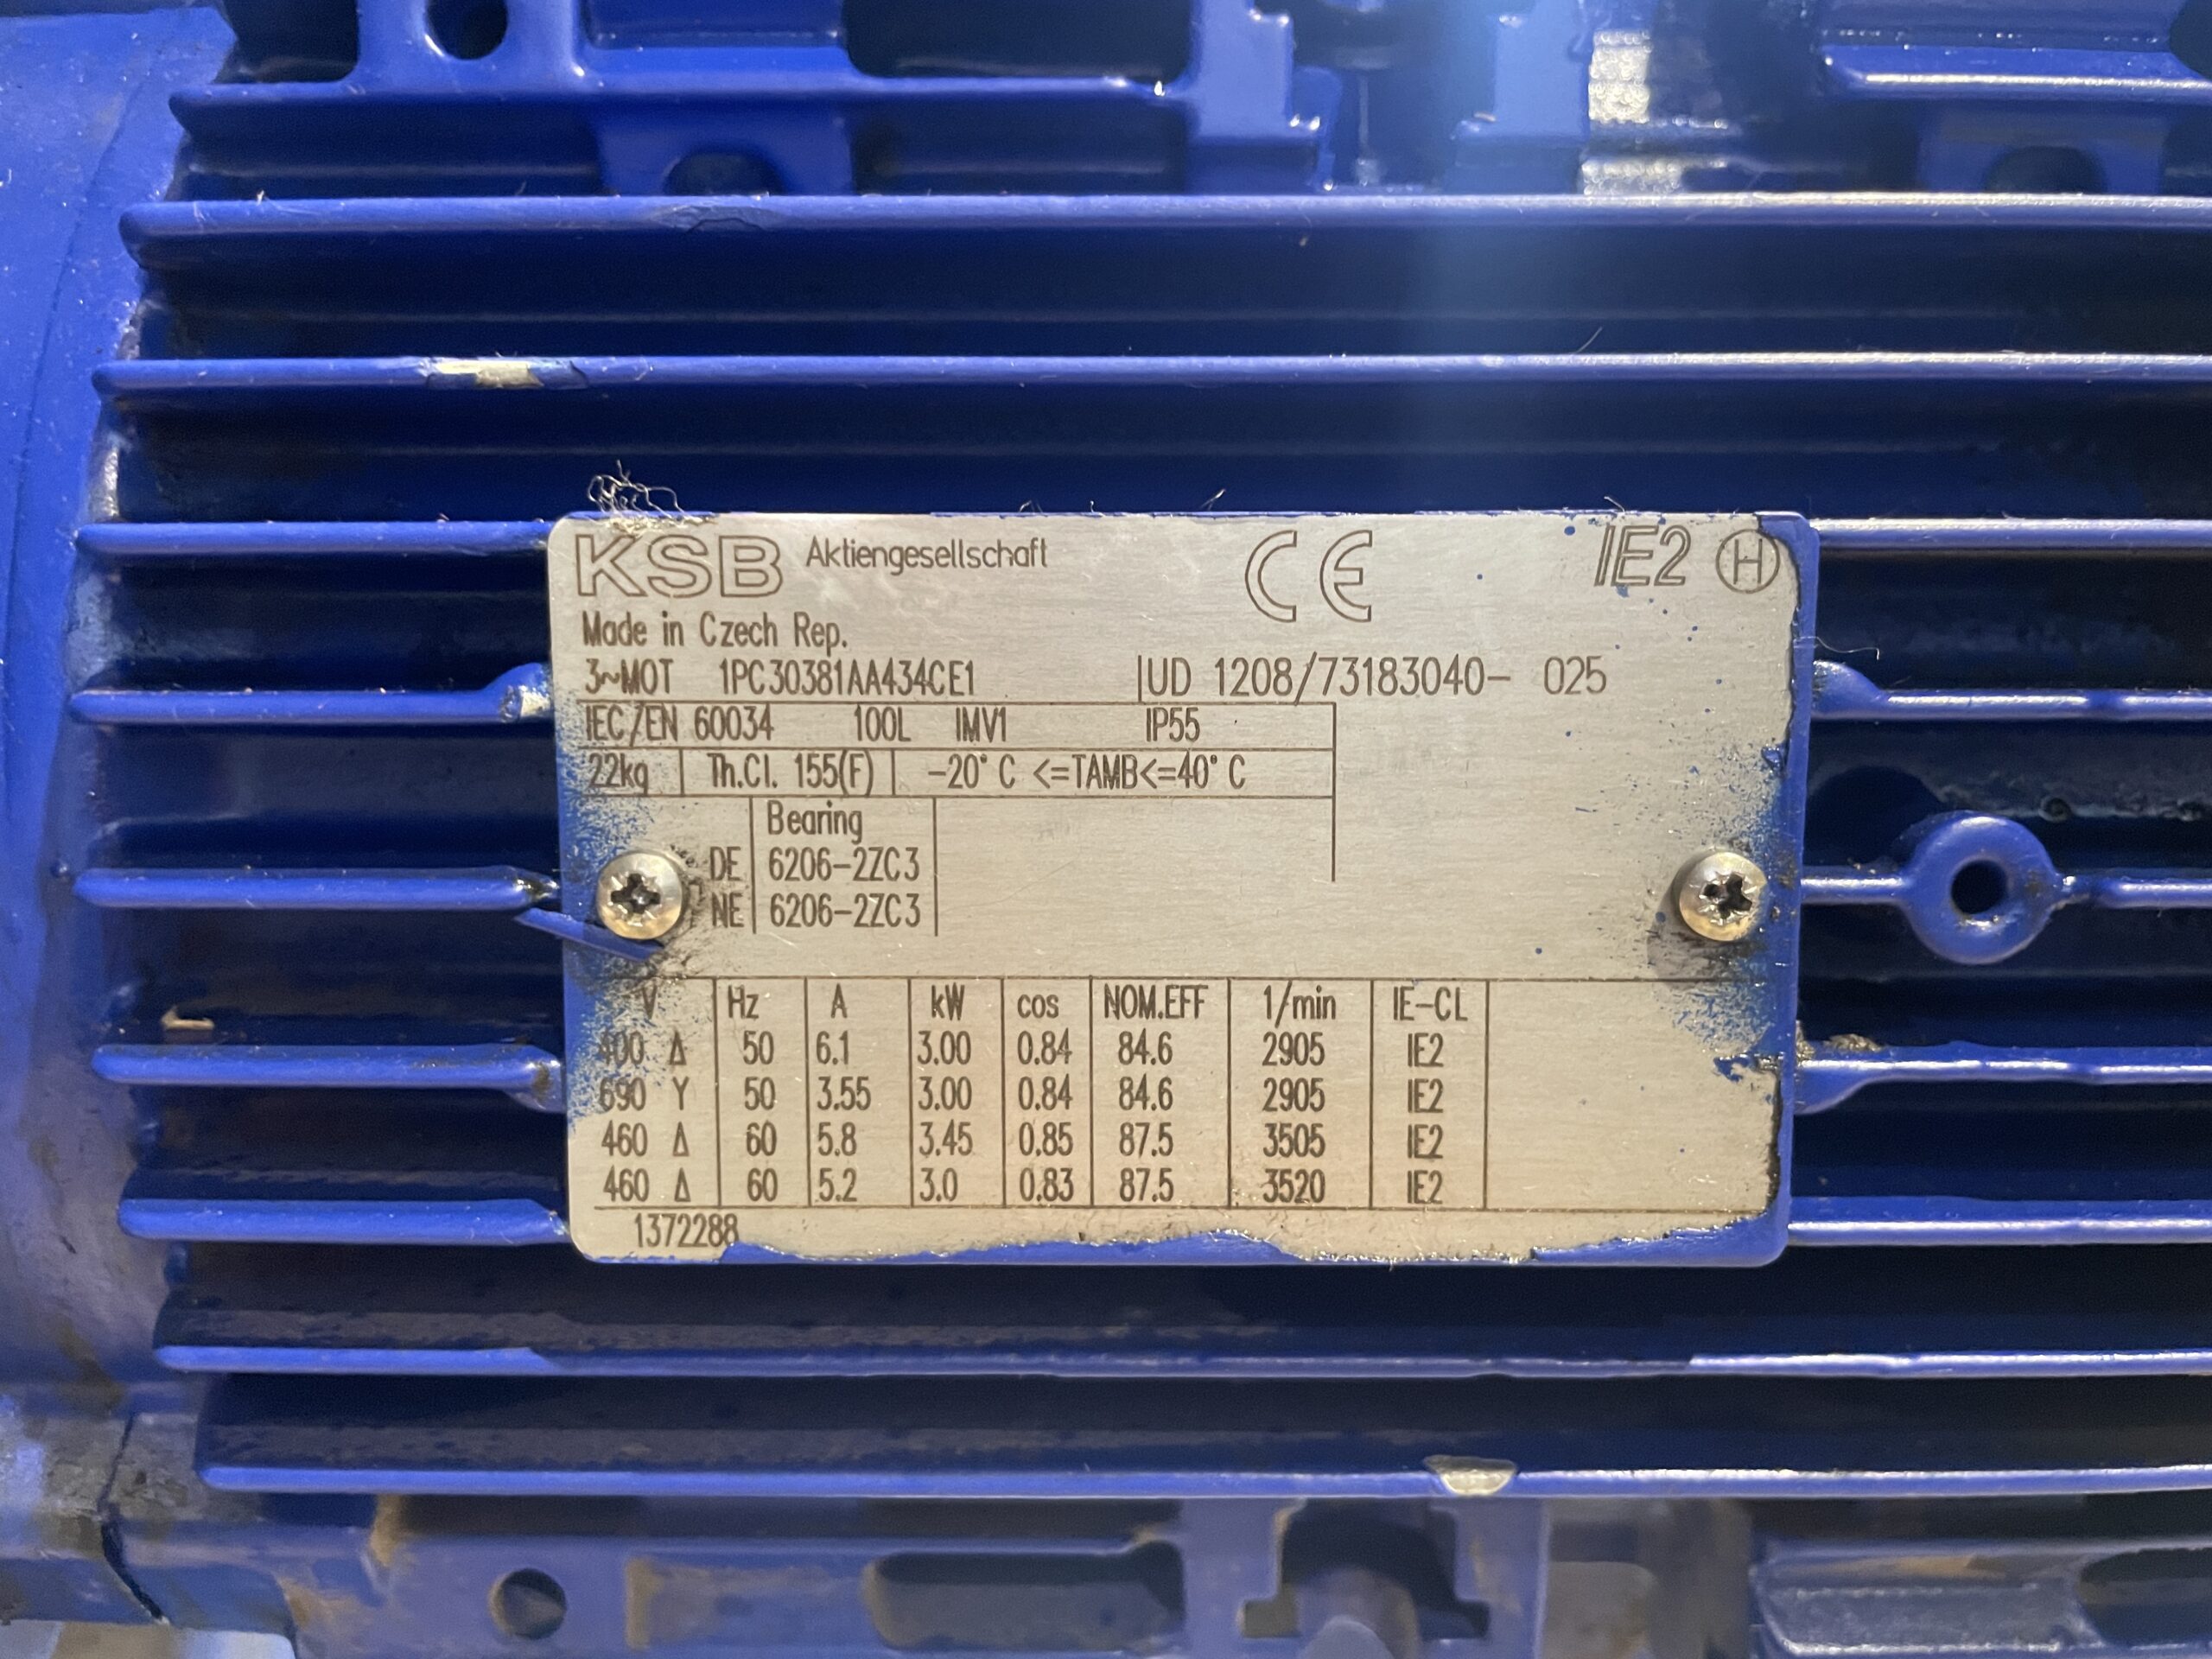 KSB Aktiengesellschaft CE IE2 H
Made in Czech Rep.
3~MOT 1PC30381AA434CE1 UD 1208/73183040- 025
IEC/EN 60034 100L IMV1 IP55
22kg Th.Cl. 155(F) -20° C <=TAMB<=40° C
Bearing
DE 6206-2ZC3
NE 6206-2ZC3
V Hz A kW cos NOM.EFF 1/min IE-CL
400 Δ 50 6.1 3.00 0.84 84.6 2905 IE2
690 Y 50 3.55 3.00 0.84 84.6 2905 IE2
460 Δ 60 5.8 3.45 0.85 87.5 3505 IE2
460 Δ 60 5.2 3.0 0.83 87.5 3520 IE2
1372288